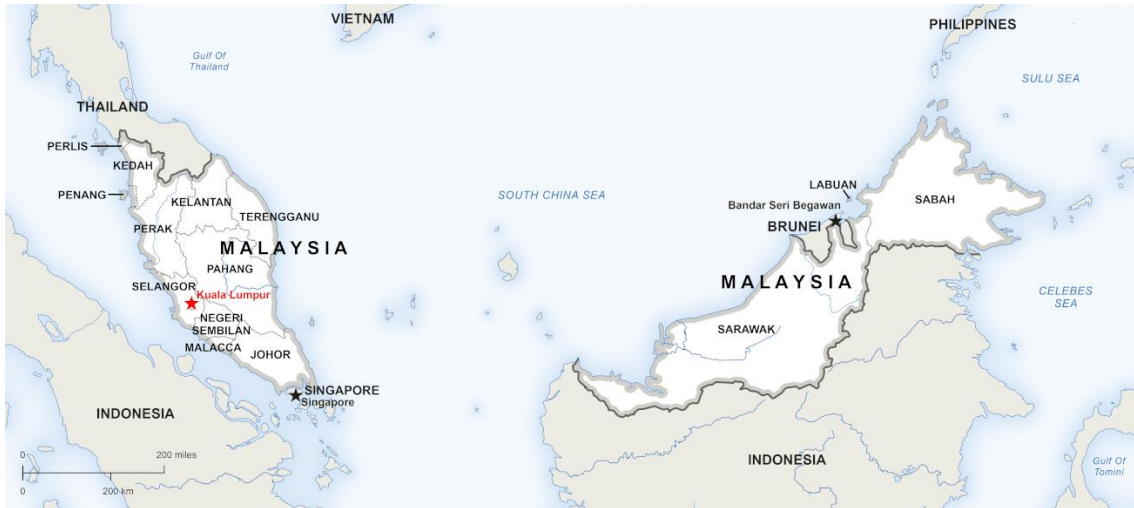 VIETNAM
PHILIPPINES
Gulf Of
Thailand
SULU SEA
THAILAND
PERLIS
KEDAH
PENANG
KELANTAN
TERENGGANU
PERAK
MALAYSIA
PAHANG
SELANGOR
Kuala Lumpur
NEGERI
SEMBILAN
MALACCA
JOHOR
SINGAPORE
Singapore
INDONESIA
0
200 miles
0
200 km
SOUTH CHINA SEA
LABUAN
Bandar Seri Begawan
BRUNEI
SABAH
MALAYSIA
SARAWAK
CELEBES
SEA
INDONESIA
Gulf Of
Tomini